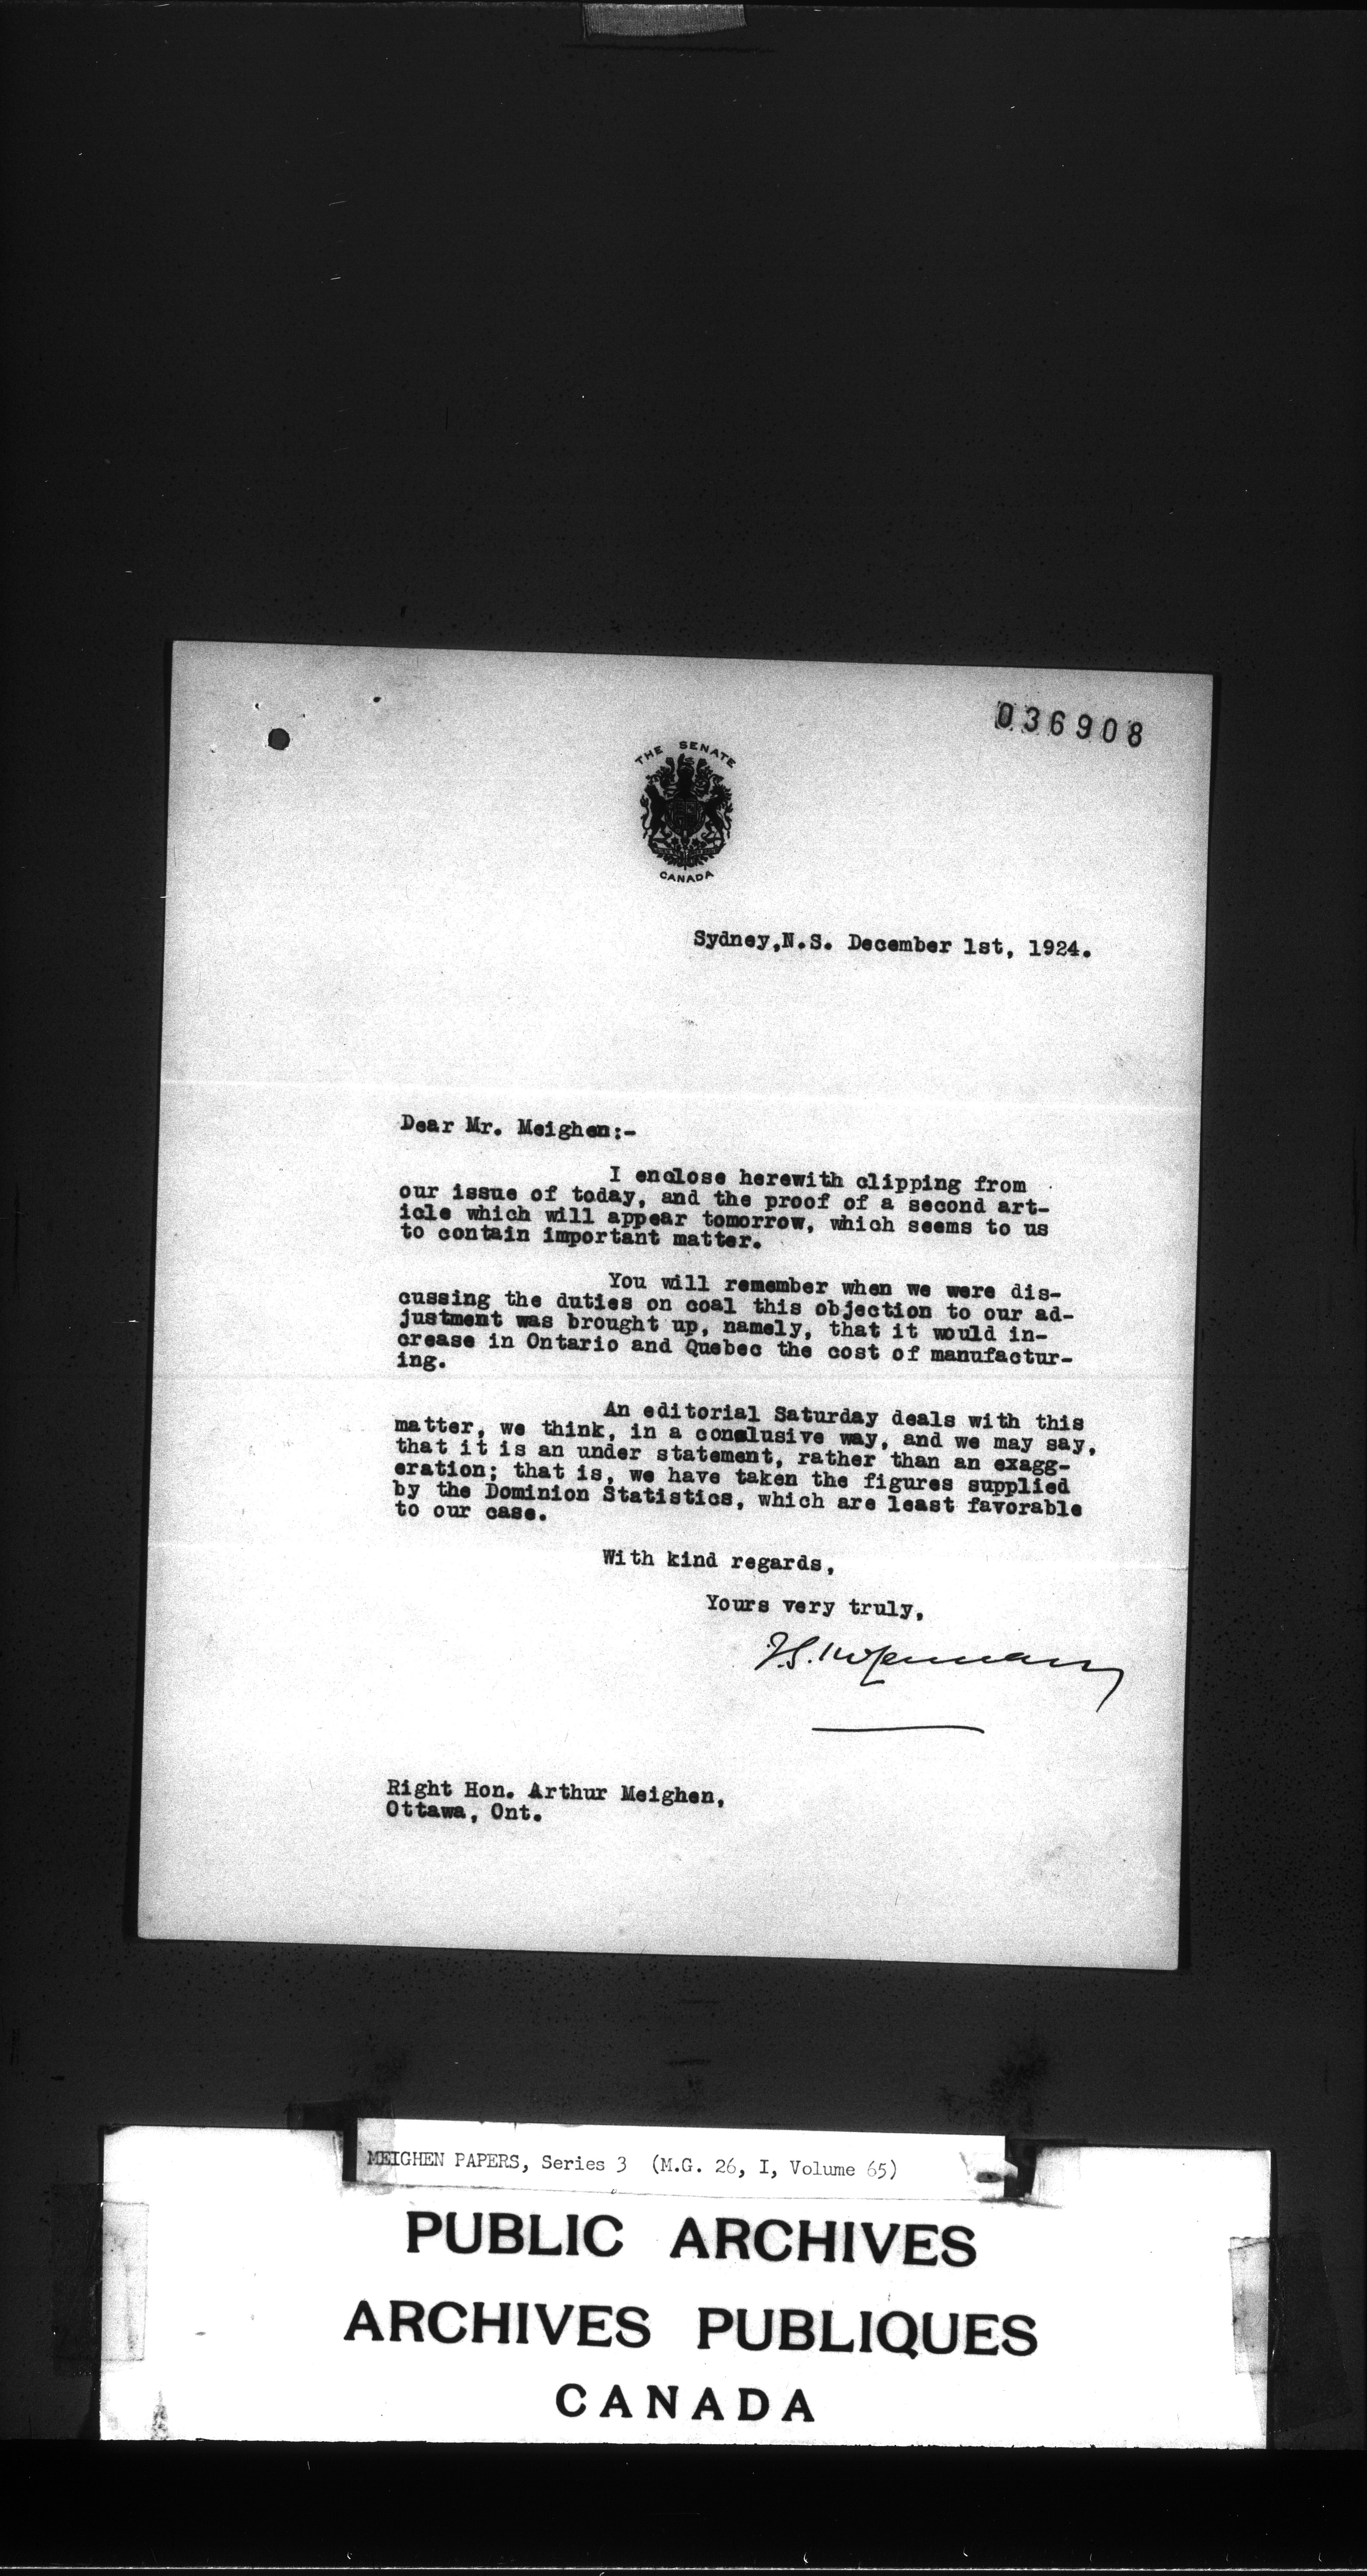 036908
THE SENATE
CANADA
Sydney,N.S. December 1st, 1924.
Dear Mr. Meighen:-
I enclose herewith clipping from
our issue of today, and the proof of a second art-
icle which will appear tomorrow, which seems to us
to contain important matter.
You will remember when we were dis-
cussing the duties on coal this objection to our ad-
justment was brought up, namely, that it would in-
crease in Ontario and Quebec the cost of manufactur-
ing.
An editorial Saturday deals with this
matter, we think, in a conclusive way, and we may say,
that it is an under statement, rather than an exagg-
eration; that is, we have taken the figures supplied
by the Dominion Statistics, which are least favorable
to our case.
With kind regards,
Yours very truly,
Right Hon. Arthur Meighen,
Ottawa, Ont.
MEIGHEN PAPERS, Series 3 (M.G. 26, I, Volume 65)
PUBLIC ARCHIVES
ARCHIVES PUBLIQUES
CANADA